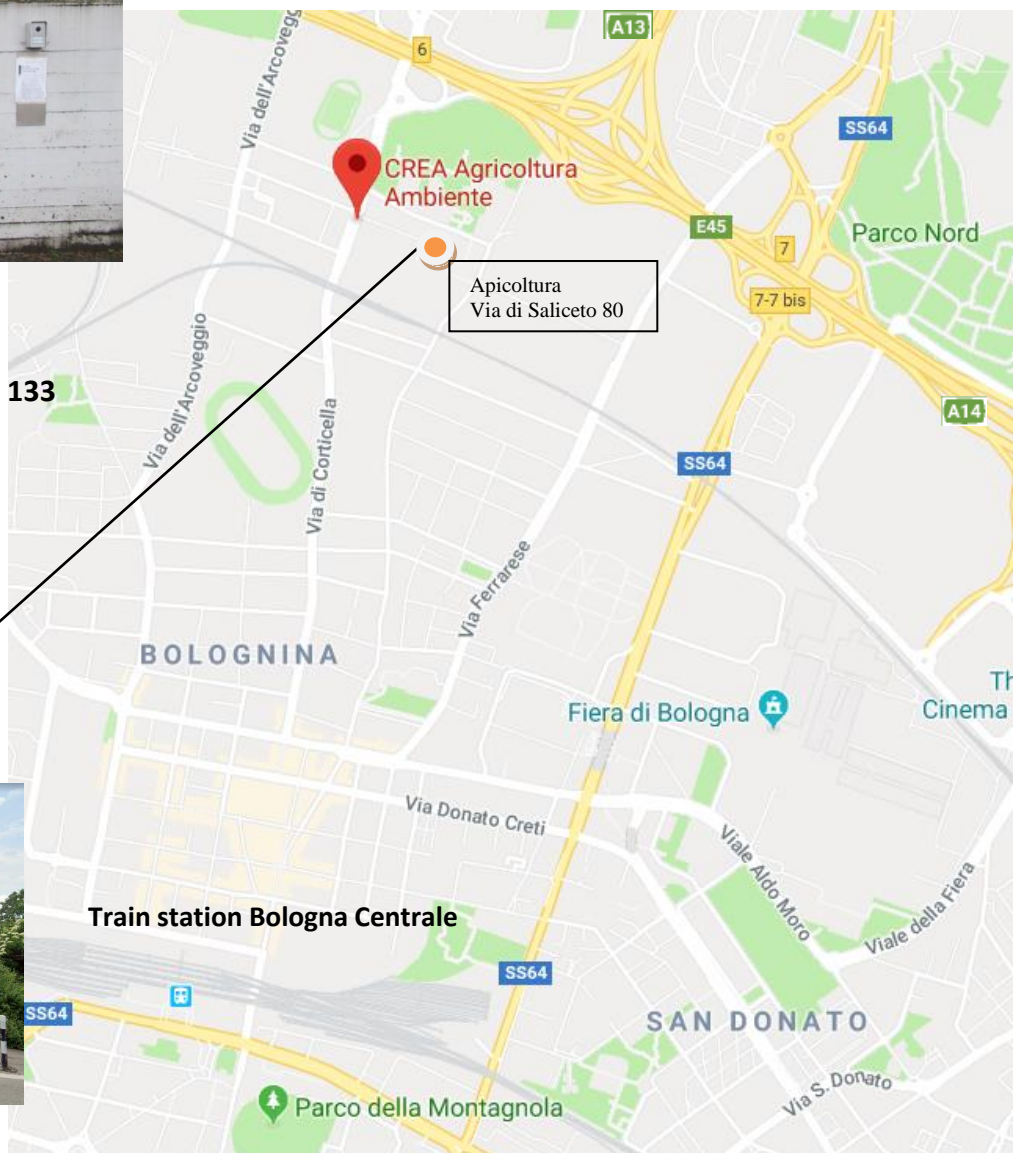 A13
Via dell'Arcoveggio
6
SS64
CREA Agricoltura
Ambiente
E45
Parco Nord
7
Apicoltura
Via di Saliceto 80
7-7 bis
Via dell'Arcoveggio
133
Via di Corticella
A14
SS64
Via Ferrarese
BOLOGNINA
Fiera di Bologna
Th
Cinema
Via Donato Creti
Viale Aldo Moro
Viale della Fiera
Train station Bologna Centrale
SS64
SS64
SAN DONATO
Via S. Donato
Parco della Montagnola